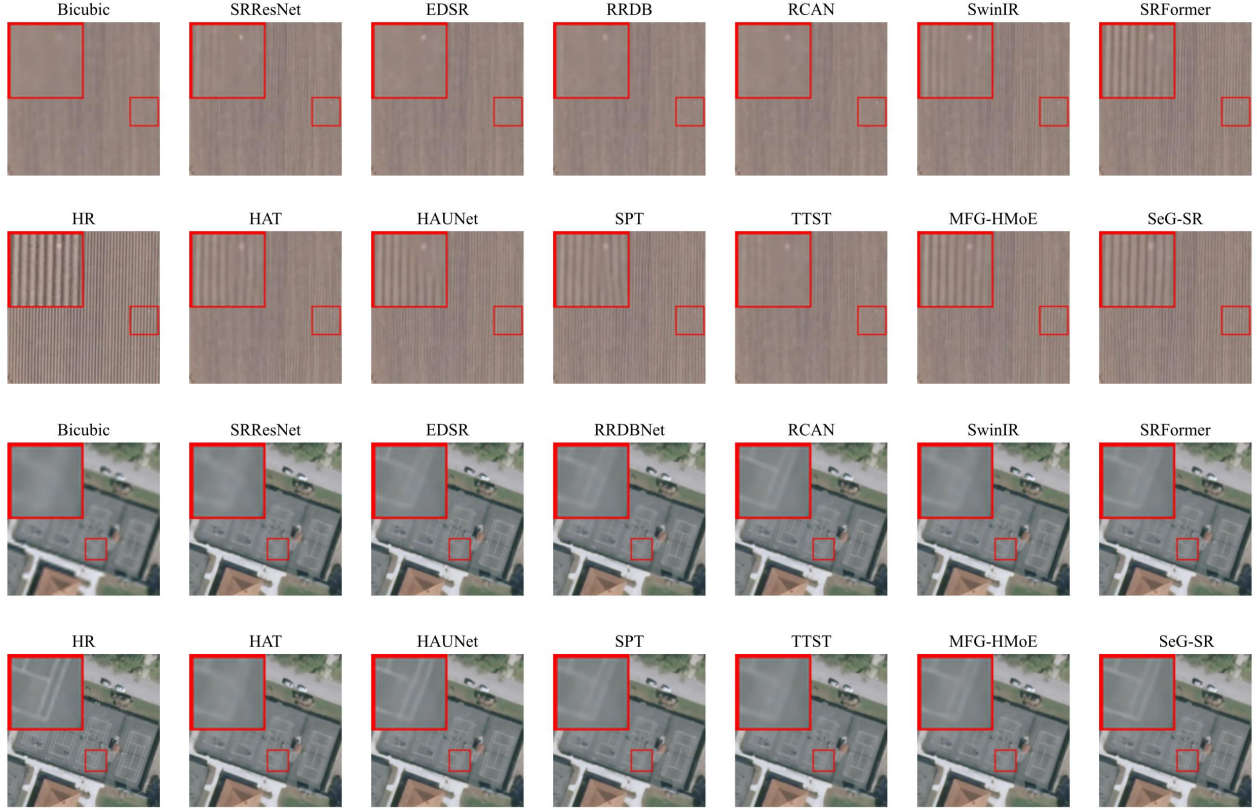 Bicubic SRResNet EDSR RRDB RCAN SwinIR SRFormer
HR HAT HAUNet SPT TTST MFG-HMoE SeG-SR
Bicubic SRResNet EDSR RRDBNet RCAN SwinIR SRFormer
HR HAT HAUNet SPT TTST MFG-HMoE SeG-SR